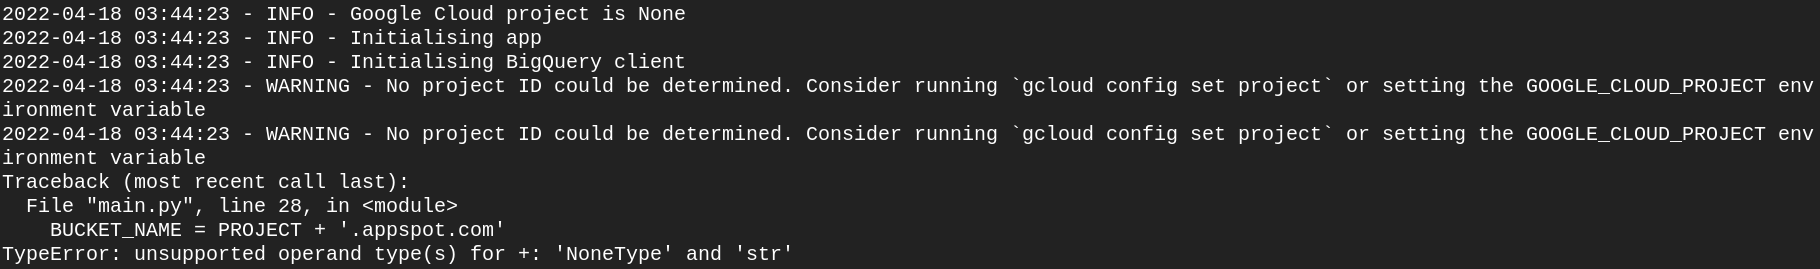 2022-04-18 03:44:23 - INFO - Google Cloud project is None
2022-04-18 03:44:23 - INFO - Initialising app
2022-04-18 03:44:23 - INFO - Initialising BigQuery client
2022-04-18 03:44:23 - WARNING - No project ID could be determined. Consider running `gcloud config set project` or setting the GOOGLE_CLOUD_PROJECT env
ironment variable
2022-04-18 03:44:23 - WARNING - No project ID could be determined. Consider running `gcloud config set project` or setting the GOOGLE_CLOUD_PROJECT env
ironment variable
Traceback (most recent call last):
  File "main.py", line 28, in <module>
    BUCKET_NAME = PROJECT + '.appspot.com'
TypeError: unsupported operand type(s) for +: 'NoneType' and 'str'